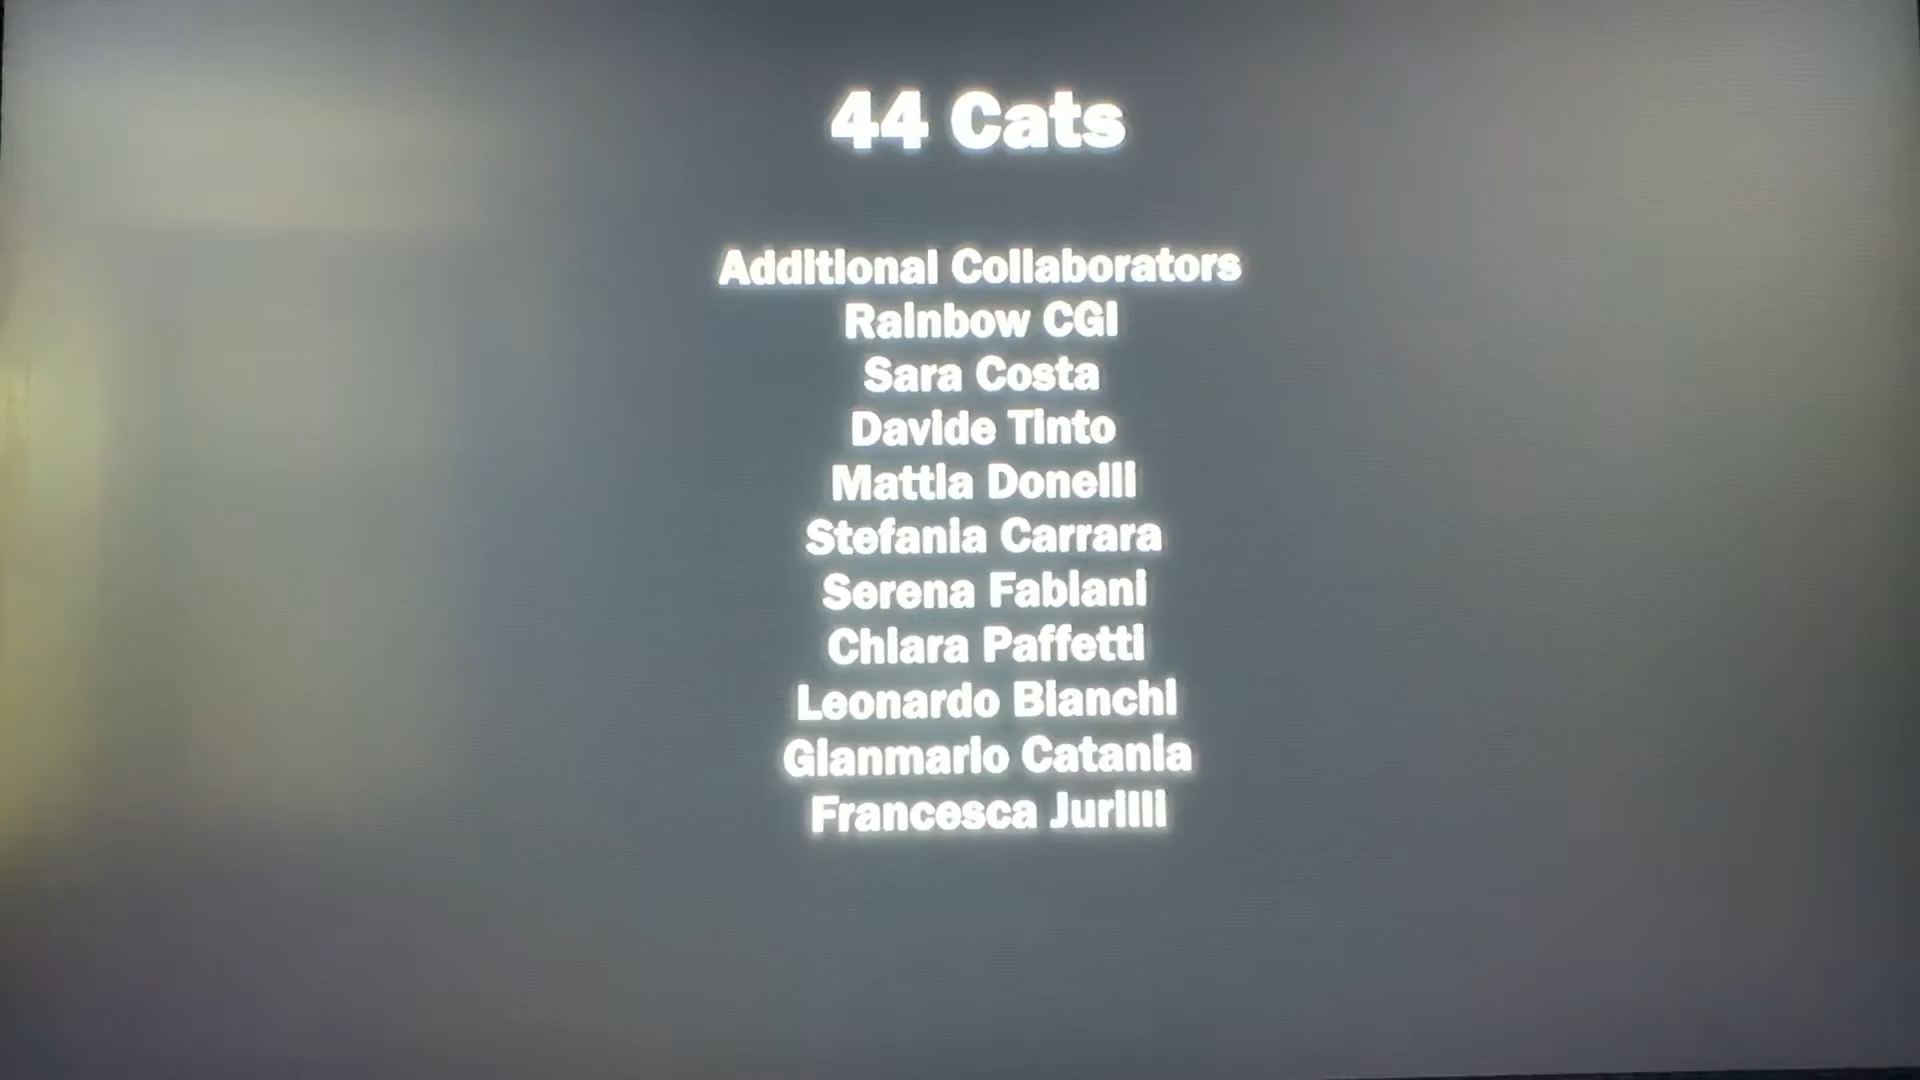 44 Cats
Additional Collaborators
Rainbow CGI
Sara Costa
Davide Tinto
Mattia Donelli
Stefania Carrara
Serena Fabiani
Chiara Paffetti
Leonardo Bianchi
Gianmario Catania
Francesca Jurilli